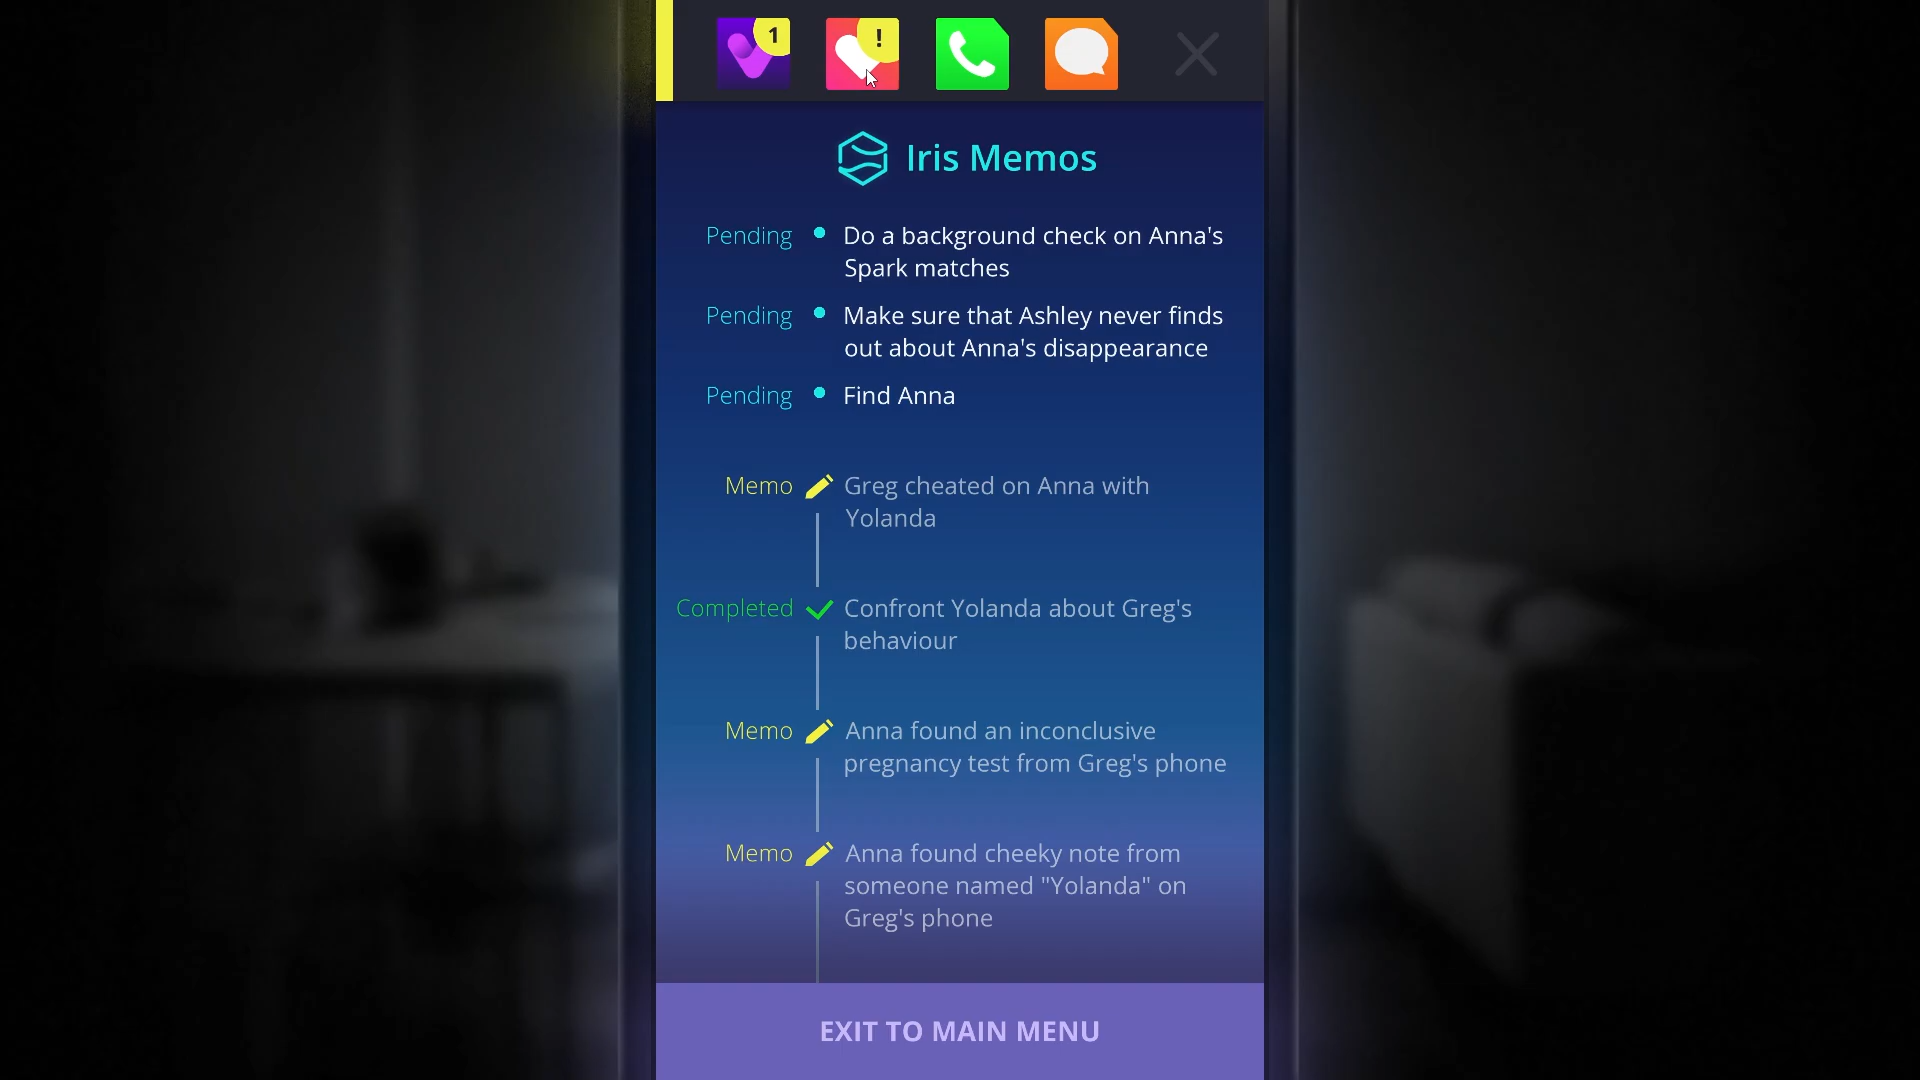 1
!
Iris Memos
Pending Do a background check on Anna's
Spark matches
Pending Make sure that Ashley never finds
out about Anna's disappearance
Pending Find Anna
Memo Greg cheated on Anna with
Yolanda
Completed Confront Yolanda about Greg's
behaviour
Memo Anna found an inconclusive
pregnancy test from Greg's phone
Memo Anna found cheeky note from
someone named "Yolanda" on
Greg's phone
EXIT TO MAIN MENU